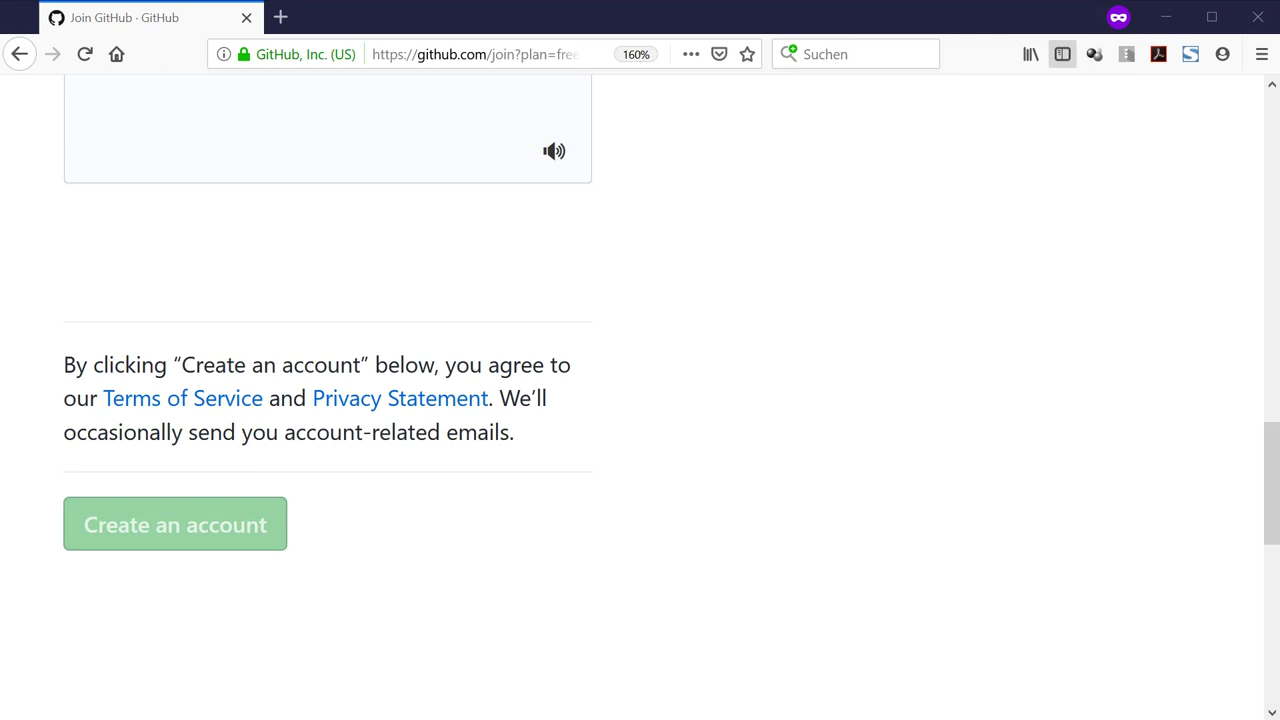 Join GitHub · GitHub
GitHub, Inc. (US)
https://github.com/join?plan=free
160%
Suchen
By clicking “Create an account” below, you agree to
our Terms of Service and Privacy Statement. We’ll
occasionally send you account-related emails.
Create an account